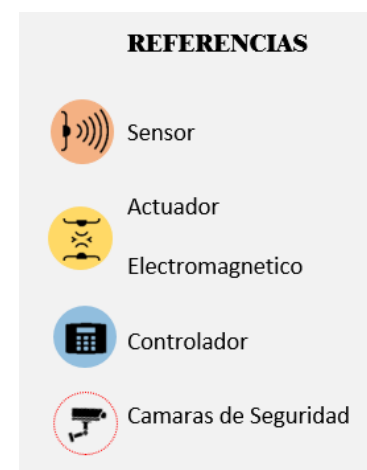 REFERENCIAS
Sensor
Actuador
Electromagnetico
Controlador
Camaras de Seguridad